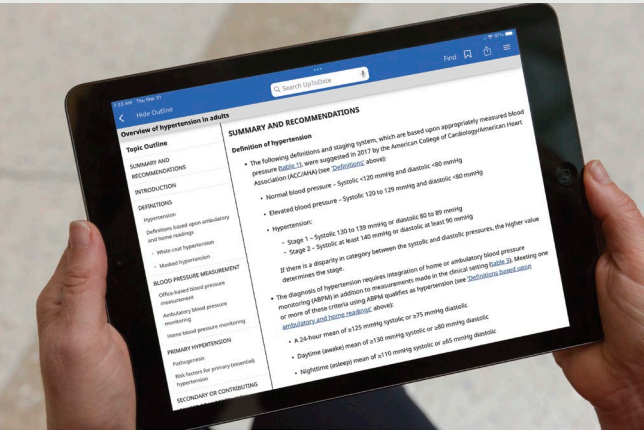 7:33 AM Thu Mar 31
97%
Hide Outline
Search UpToDate
Find
Overview of hypertension in adults
Topic Outline
SUMMARY AND
RECOMMENDATIONS
INTRODUCTION
DEFINITIONS
Hypertension
Definitions based upon ambulatory
and home readings
• White coat hypertension
• Masked hypertension
BLOOD PRESSURE MEASUREMENT
Office-based blood pressure
measurement
Ambulatory blood pressure
monitoring
Home blood pressure monitoring
PRIMARY HYPERTENSION
Pathogenesis
Risk factors for primary (essential)
hypertension
SECONDARY OR CONTRIBUTING
SUMMARY AND RECOMMENDATIONS
Definition of hypertension
• The following definitions and staging system, which are based upon appropriately measured blood
pressure (table 1), were suggested in 2017 by the American College of Cardiology/American Heart
Association (ACC/AHA) (see 'Definitions' above):
• Normal blood pressure – Systolic <120 mmHg and diastolic <80 mmHg
• Elevated blood pressure – Systolic 120 to 129 mmHg and diastolic <80 mmHg
• Hypertension:
- Stage 1 – Systolic 130 to 139 mmHg or diastolic 80 to 89 mmHg
- Stage 2 – Systolic at least 140 mmHg or diastolic at least 90 mmHg
If there is a disparity in category between the systolic and diastolic pressures, the higher value
determines the stage.
• The diagnosis of hypertension requires integration of home or ambulatory blood pressure
monitoring (ABPM) in addition to measurements made in the clinical setting (table 3). Meeting one
or more of these criteria using ABPM qualifies as hypertension (see 'Definitions based upon
ambulatory and home readings' above):
• A 24-hour mean of ≥125 mmHg systolic or ≥75 mmHg diastolic
• Daytime (awake) mean of ≥130 mmHg systolic or ≥80 mmHg diastolic
• Nighttime (asleep) mean of ≥110 mmHg systolic or ≥65 mmHg diastolic